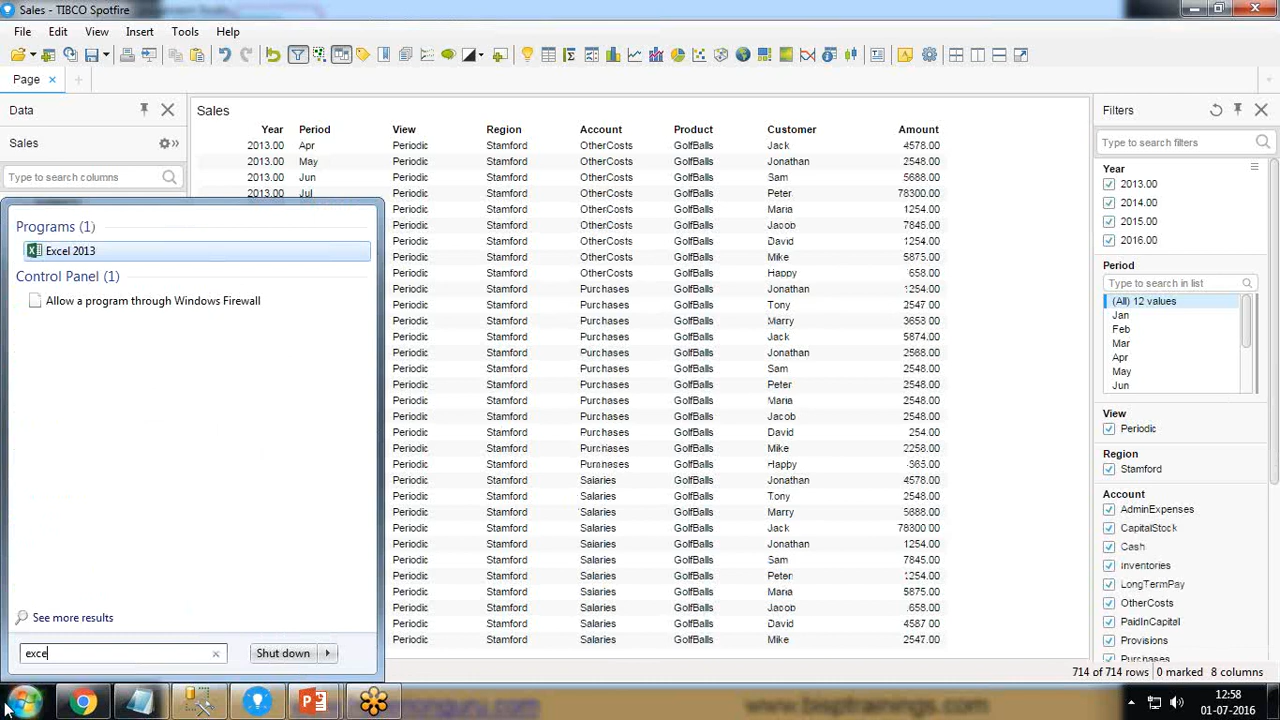 Sales - TIBCO Spotfire
File Edit View Insert Tools Help
Page
Data
Sales
Type to search columns
Programs (1)
Excel 2013
Control Panel (1)
Allow a program through Windows Firewall
See more results
exce
Shut down
Sales
Year Period View Region Account Product Customer Amount
2013.00 Apr Periodic Stamford OtherCosts GolfBalls Jack 4578.00
2013.00 May Periodic Stamford OtherCosts GolfBalls Jonathan 2548.00
2013.00 Jun Periodic Stamford OtherCosts GolfBalls Sam 5688.00
2013.00 Jul Periodic Stamford OtherCosts GolfBalls Peter 78300.00
Periodic Stamford OtherCosts GolfBalls Maria 1254.00
Periodic Stamford OtherCosts GolfBalls Jacob 7845.00
Periodic Stamford OtherCosts GolfBalls David 1254.00
Periodic Stamford OtherCosts GolfBalls Mike 5875.00
Periodic Stamford OtherCosts GolfBalls Happy 658.00
Periodic Stamford Purchases GolfBalls Jonathan 1254.00
Periodic Stamford Purchases GolfBalls Tony 2547.00
Periodic Stamford Purchases GolfBalls Marry 3653.00
Periodic Stamford Purchases GolfBalls Jack 5874.00
Periodic Stamford Purchases GolfBalls Jonathan 2568.00
Periodic Stamford Purchases GolfBalls Sam 2548.00
Periodic Stamford Purchases GolfBalls Peter 2548.00
Periodic Stamford Purchases GolfBalls Maria 2548.00
Periodic Stamford Purchases GolfBalls Jacob 2548.00
Periodic Stamford Purchases GolfBalls David 254.00
Periodic Stamford Purchases GolfBalls Mike 2258.00
Periodic Stamford Purchases GolfBalls Happy 365.00
Periodic Stamford Salaries GolfBalls Jonathan 4578.00
Periodic Stamford Salaries GolfBalls Tony 2548.00
Periodic Stamford Salaries GolfBalls Marry 5888.00
Periodic Stamford Salaries GolfBalls Jack 78300.00
Periodic Stamford Salaries GolfBalls Jonathan 1254.00
Periodic Stamford Salaries GolfBalls Sam 7845.00
Periodic Stamford Salaries GolfBalls Peter 1254.00
Periodic Stamford Salaries GolfBalls Maria 5875.00
Periodic Stamford Salaries GolfBalls Jacob 658.00
Periodic Stamford Salaries GolfBalls David 4587.00
Periodic Stamford Salaries GolfBalls Mike 2547.00
Filters
Type to search filters
Year
2013.00
2014.00
2015.00
2016.00
Period
Type to search in list
(All) 12 values
Jan
Feb
Mar
Apr
May
Jun
View
Periodic
Region
Stamford
Account
AdminExpenses
CapitalStock
Cash
Inventories
LongTermPay
OtherCosts
PaidInCapital
Provisions
Purchases
714 of 714 rows 0 marked 8 columns
12:58
01-07-2016